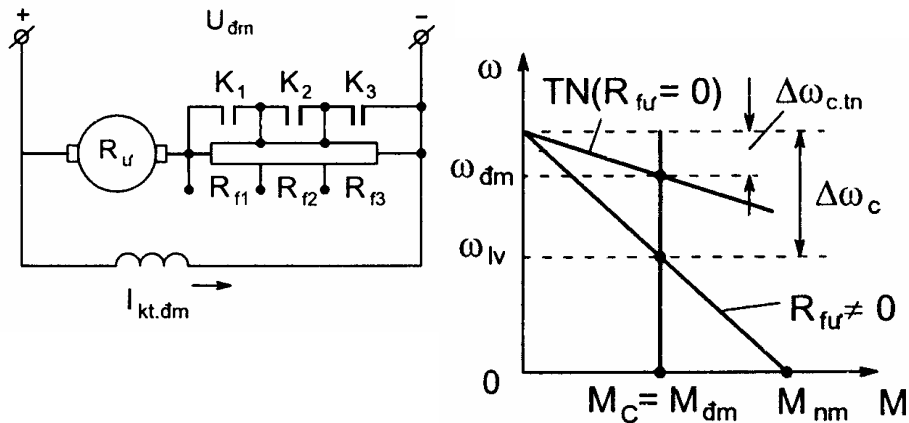 + U_đm −
K₁ K₂ K₃
R_ư
R_f1 R_f2 R_f3
I_kt.đm
ω
TN(R_fư = 0)
Δω_c.tn
ω_đm
Δω_c
ω_lv
R_fư ≠ 0
0
M_C = M_đm M_nm M